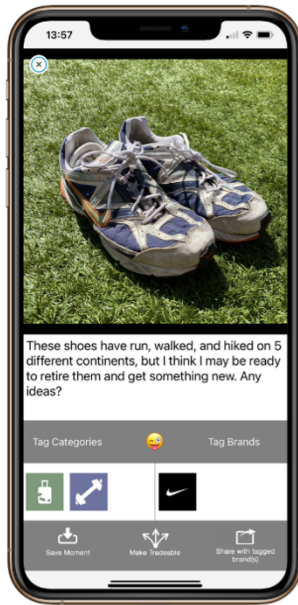 13:57
These shoes have run, walked, and hiked on 5
different continents, but I think I may be ready
to retire them and get something new. Any
ideas?
Tag Categories
Tag Brands
Save Moment
Make Tradeable
Share with tagged
brand(s)